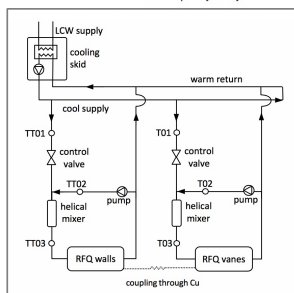 LCW supply
cooling
skid
warm return
cool supply
TT01
T01
control
valve
control
valve
TT02
T02
pump
pump
helical
mixer
helical
mixer
TT03
T03
RFQ walls
RFQ vanes
coupling through Cu